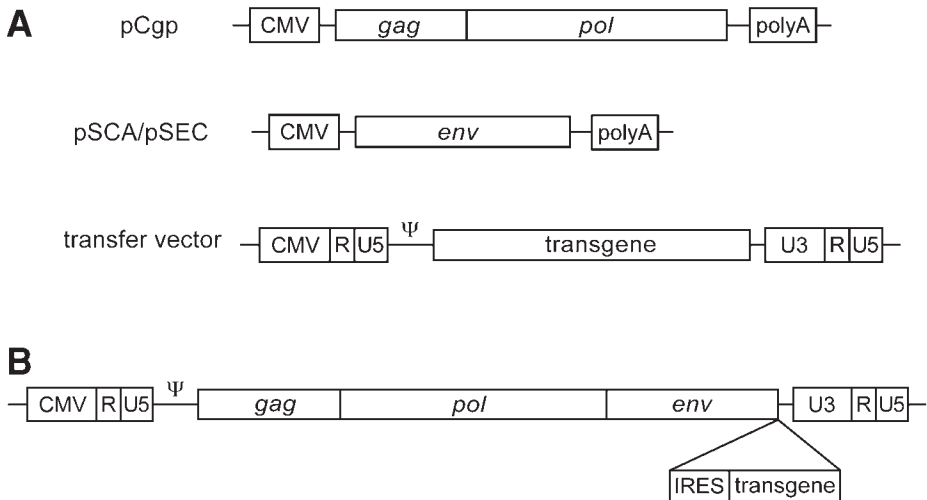 A pCgp CMV gag pol polyA
pSCA/pSEC CMV env polyA
transfer vector CMV R U5 Ψ transgene U3 R U5
B CMV R U5 Ψ gag pol env U3 R U5
IRES transgene